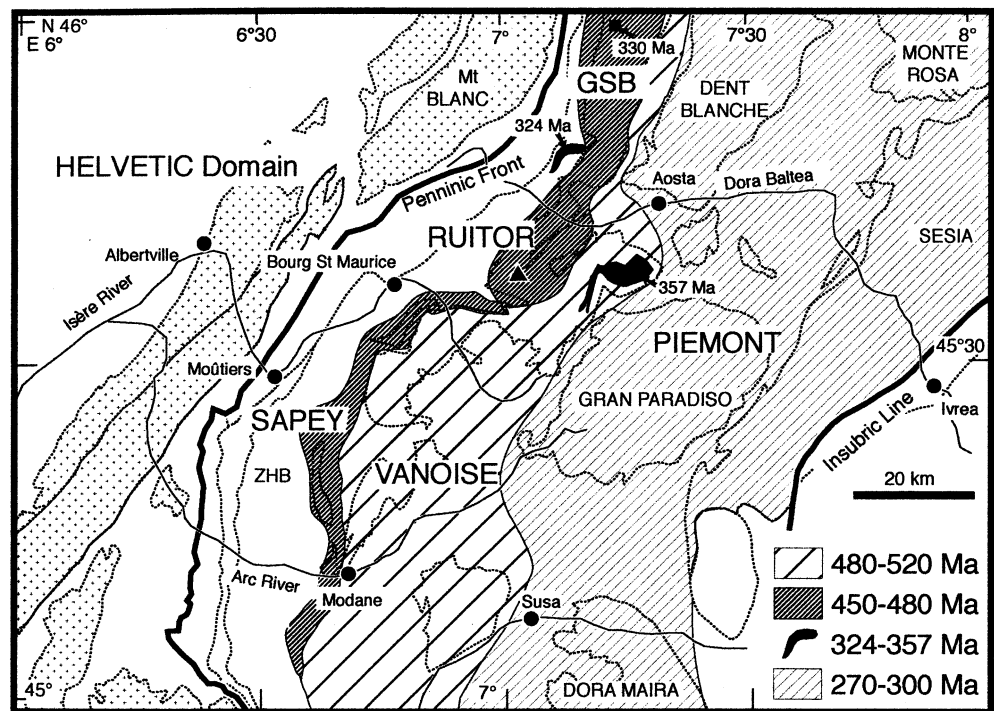 N 46°
E 6°
6°30
7°
7°30
8°
330 Ma
GSB
Mt
BLANC
DENT
BLANCHE
MONTE
ROSA
324 Ma
HELVETIC Domain
Penninic Front
Aosta
Dora Baltea
RUITOR
SESIA
Albertville
Bourg St Maurice
357 Ma
Isère River
PIEMONT
45°30
Moûtiers
GRAN PARADISO
Ivrea
SAPEY
Insubric Line
ZHB
VANOISE
20 km
Arc River
Modane
Susa
480-520 Ma
450-480 Ma
324-357 Ma
270-300 Ma
45°
7°
DORA MAIRA